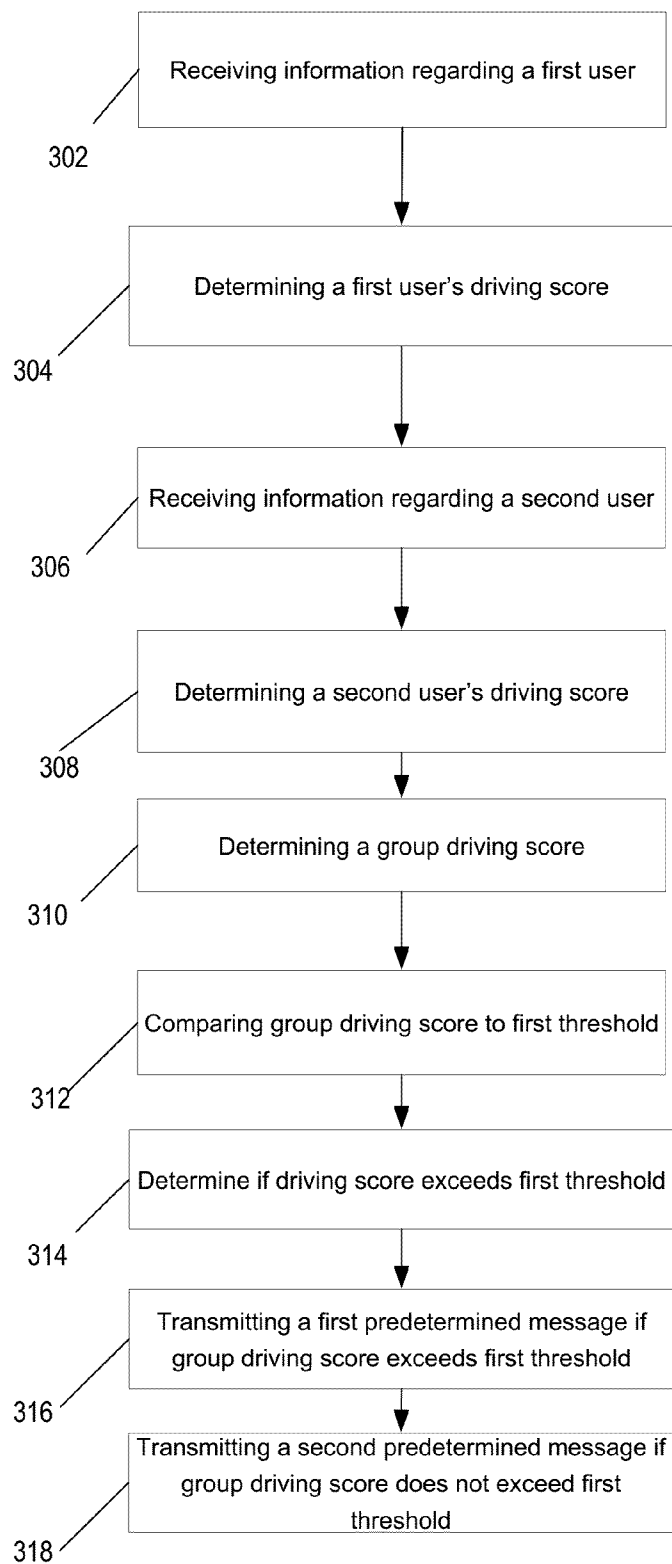 Receiving information regarding a first user
302
Determining a first user's driving score
304
Receiving information regarding a second user
306
Determining a second user's driving score
308
Determining a group driving score
310
Comparing group driving score to first threshold
312
Determine if driving score exceeds first threshold
314
Transmitting a first predetermined message if
group driving score exceeds first threshold
316
Transmitting a second predetermined message if
group driving score does not exceed first
threshold
318